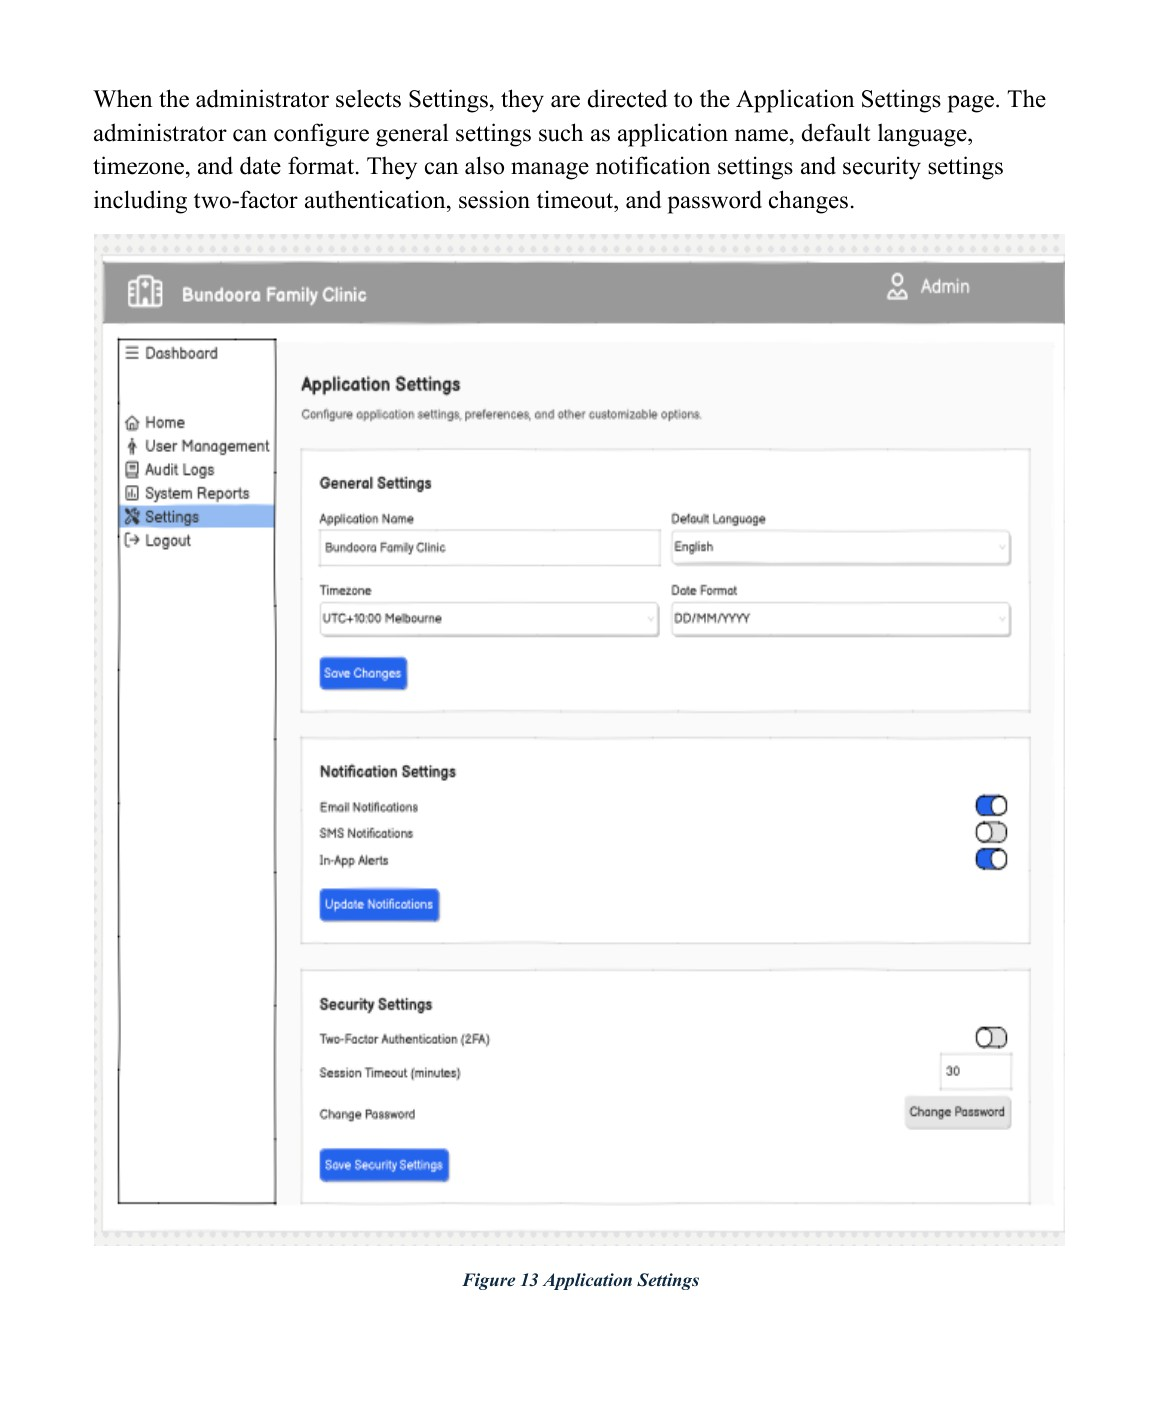 When the administrator selects Settings, they are directed to the Application Settings page. The
administrator can configure general settings such as application name, default language,
timezone, and date format. They can also manage notification settings and security settings
including two-factor authentication, session timeout, and password changes.
Bundoora Family Clinic
Admin
Dashboard
Home
User Management
Audit Logs
System Reports
Settings
Logout
Application Settings
Configure application settings, preferences, and other customizable options.
General Settings
Application Name
Default Language
Bundoora Family Clinic
English
Timezone
Date Format
UTC+10:00 Melbourne
DD/MM/YYYY
Save Changes
Notification Settings
Email Notifications
SMS Notifications
In-App Alerts
Update Notifications
Security Settings
Two-Factor Authentication (2FA)
Session Timeout (minutes)
30
Change Password
Change Password
Save Security Settings
Figure 13 Application Settings